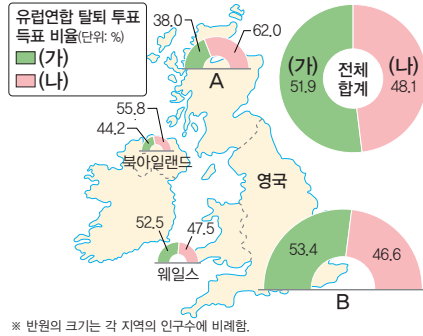 유럽연합 탈퇴 투표
득표 비율(단위: %)
(가)
(나)
38.0
62.0
A
(가)
51.9
전체
합계
(나)
48.1
55.8
44.2
북아일랜드
영국
52.5
47.5
웨일스
53.4
46.6
B
※ 반원의 크기는 각 지역의 인구수에 비례함.